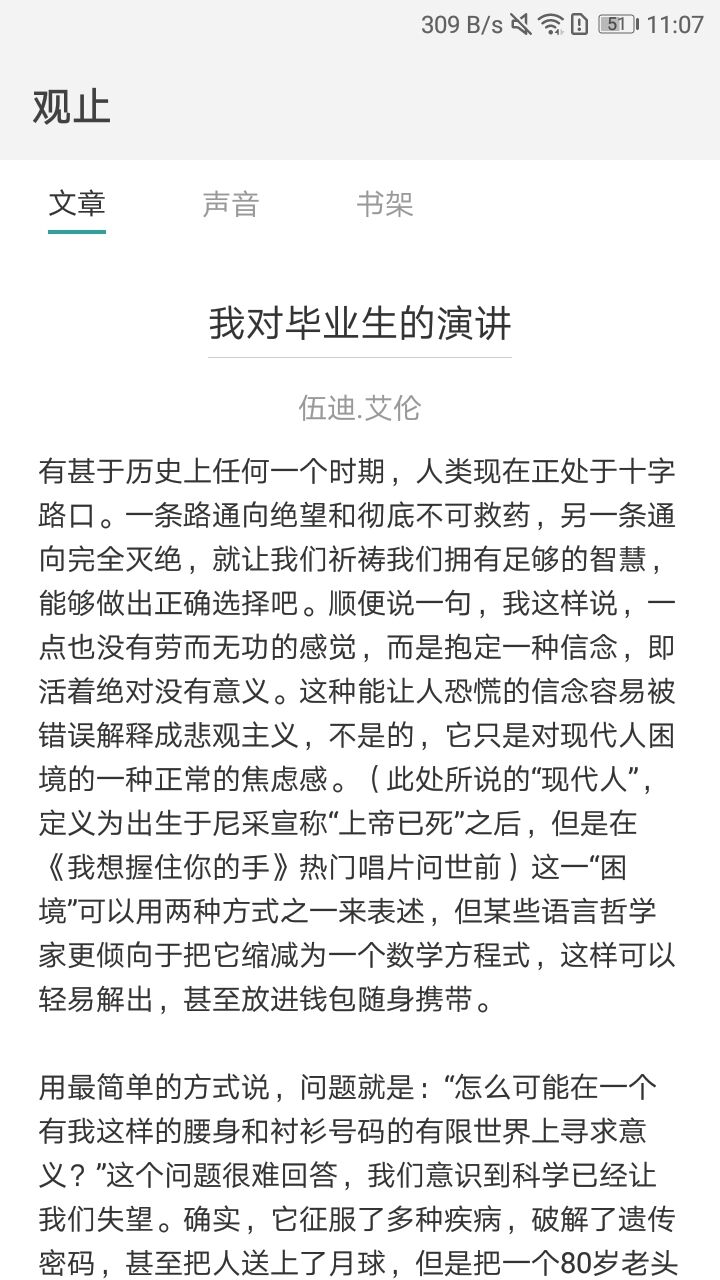 309 B/s 51 11:07
观止
文章 声音 书架
我对毕业生的演讲
伍迪.艾伦
有甚于历史上任何一个时期，人类现在正处于十字
路口。一条路通向绝望和彻底不可救药，另一条通
向完全灭绝，就让我们祈祷我们拥有足够的智慧，
能够做出正确选择吧。顺便说一句，我这样说，一
点也没有劳而无功的感觉，而是抱定一种信念，即
活着绝对没有意义。这种能让人恐慌的信念容易被
错误解释成悲观主义，不是的，它只是对现代人困
境的一种正常的焦虑感。（此处所说的“现代人”，
定义为出生于尼采宣称“上帝已死”之后，但是在
《我想握住你的手》热门唱片问世前）这一“困
境”可以用两种方式之一来表述，但某些语言哲学
家更倾向于把它缩减为一个数学方程式，这样可以
轻易解出，甚至放进钱包随身携带。
用最简单的方式说，问题就是：“怎么可能在一个
有我这样的腰身和衬衫号码的有限世界上寻求意
义？”这个问题很难回答，我们意识到科学已经让
我们失望。确实，它征服了多种疾病，破解了遗传
密码，甚至把人送上了月球，但是把一个80岁老头